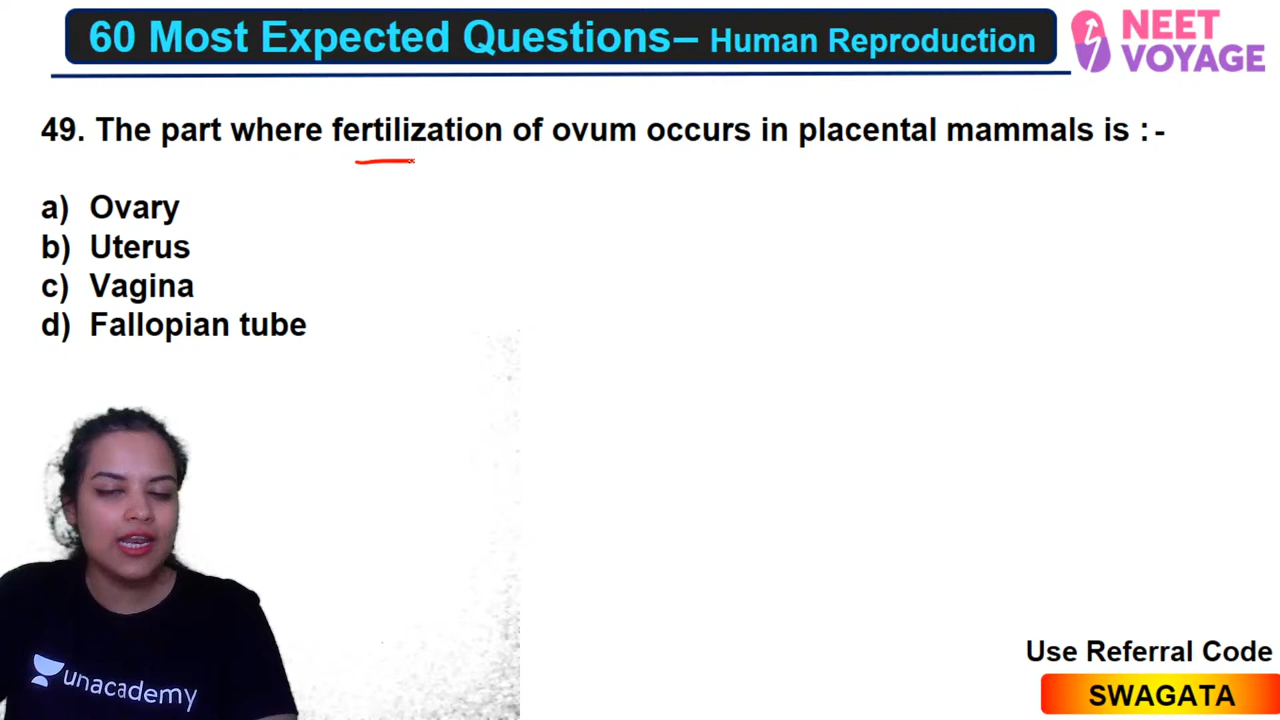 60 Most Expected Questions– Human Reproduction
NEET
VOYAGE
49. The part where fertilization of ovum occurs in placental mammals is :-
a) Ovary
b) Uterus
c) Vagina
d) Fallopian tube
unacademy
Use Referral Code
SWAGATA